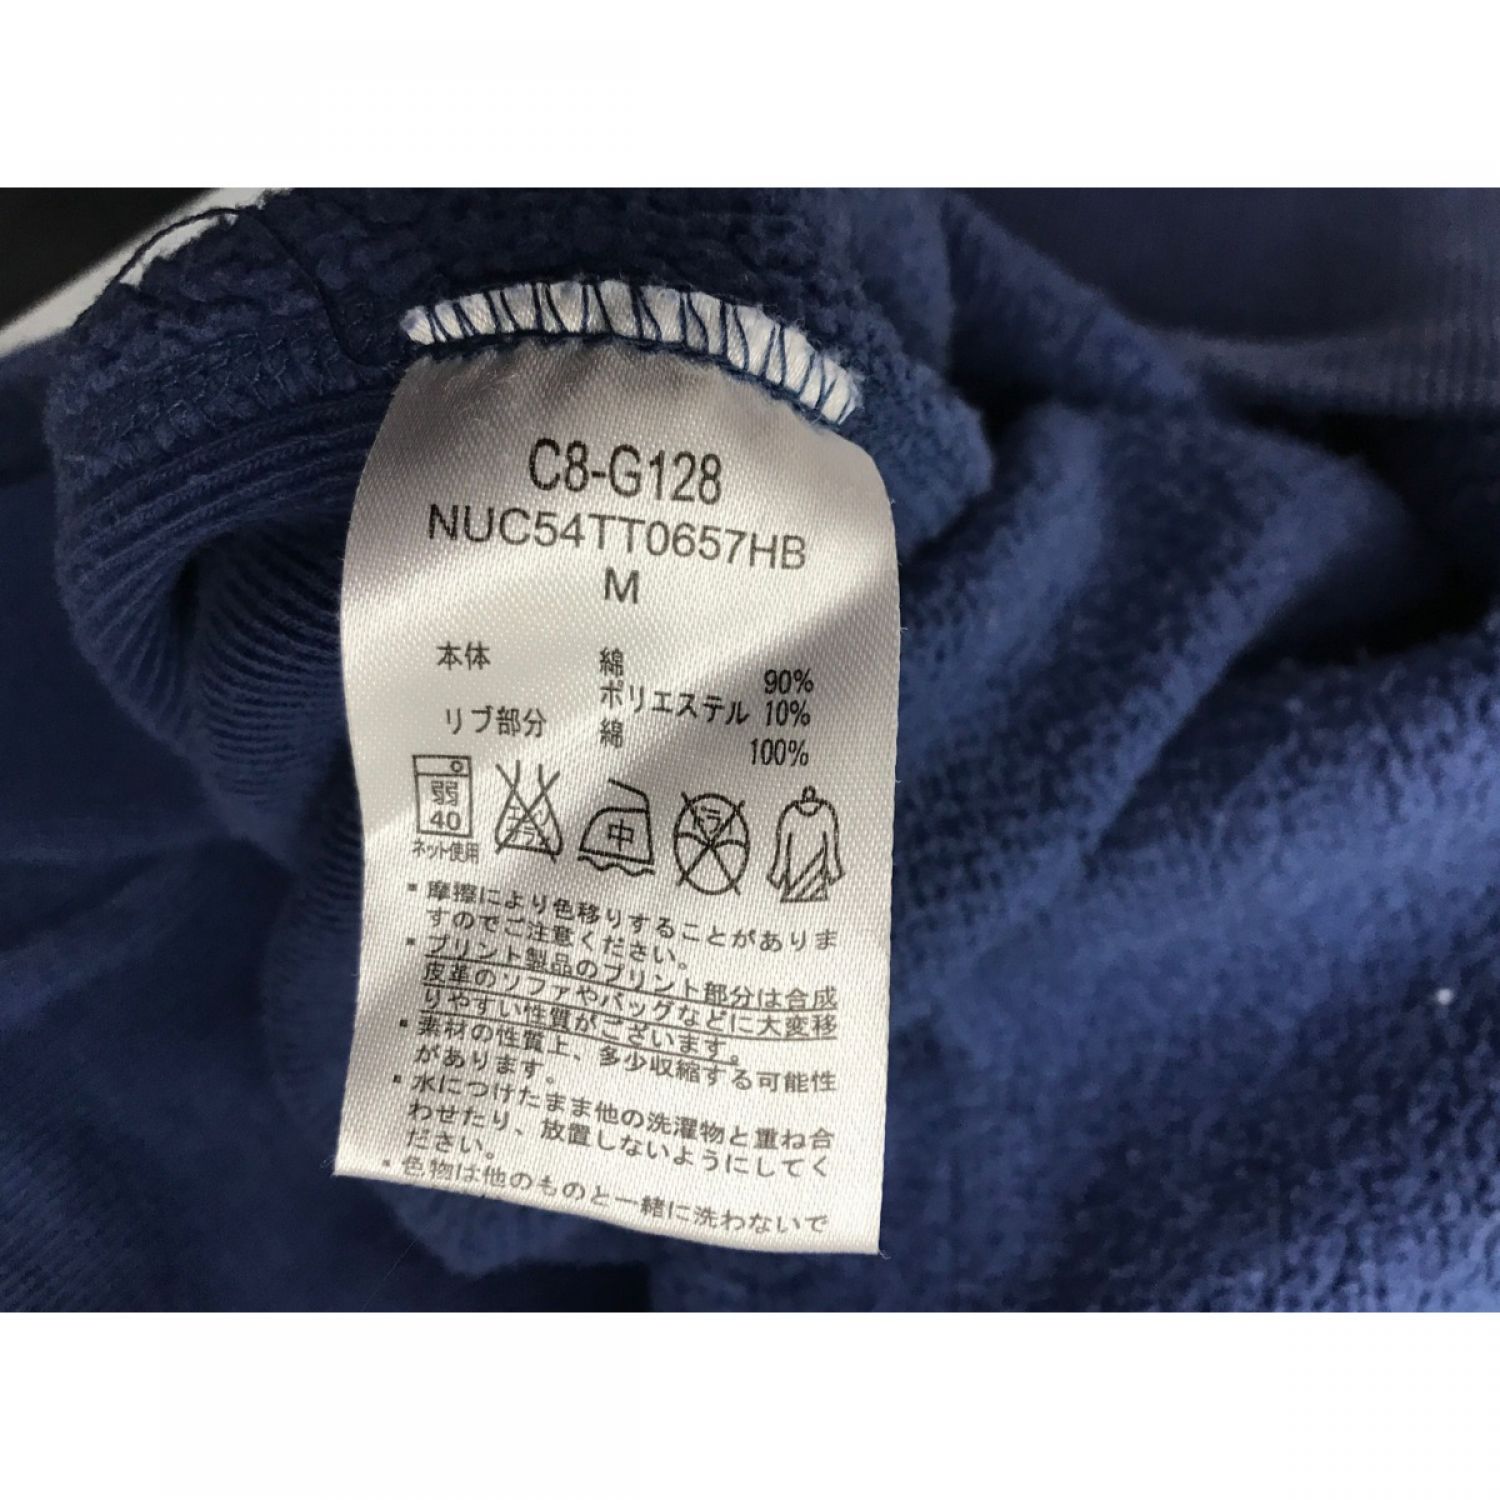 C8-G128
NUC54TT0657HB
M
本体 綿 90%
ポリエステル 10%
リブ部分 綿 100%
弱
40
ネット使用
エンソ
カラ
中
ドライ
・摩擦により色移りすることがありま
すのでご注意ください。
・プリント製品のプリント部分は合成
皮革のソファやバッグなどに大変移
りやすい性質がございます。
・素材の性質上、多少収縮する可能性
があります。
・水につけたまま他の洗濯物と重ね合
わせたり、放置しないようにしてく
ださい。
・色物は他のものと一緒に洗わないで